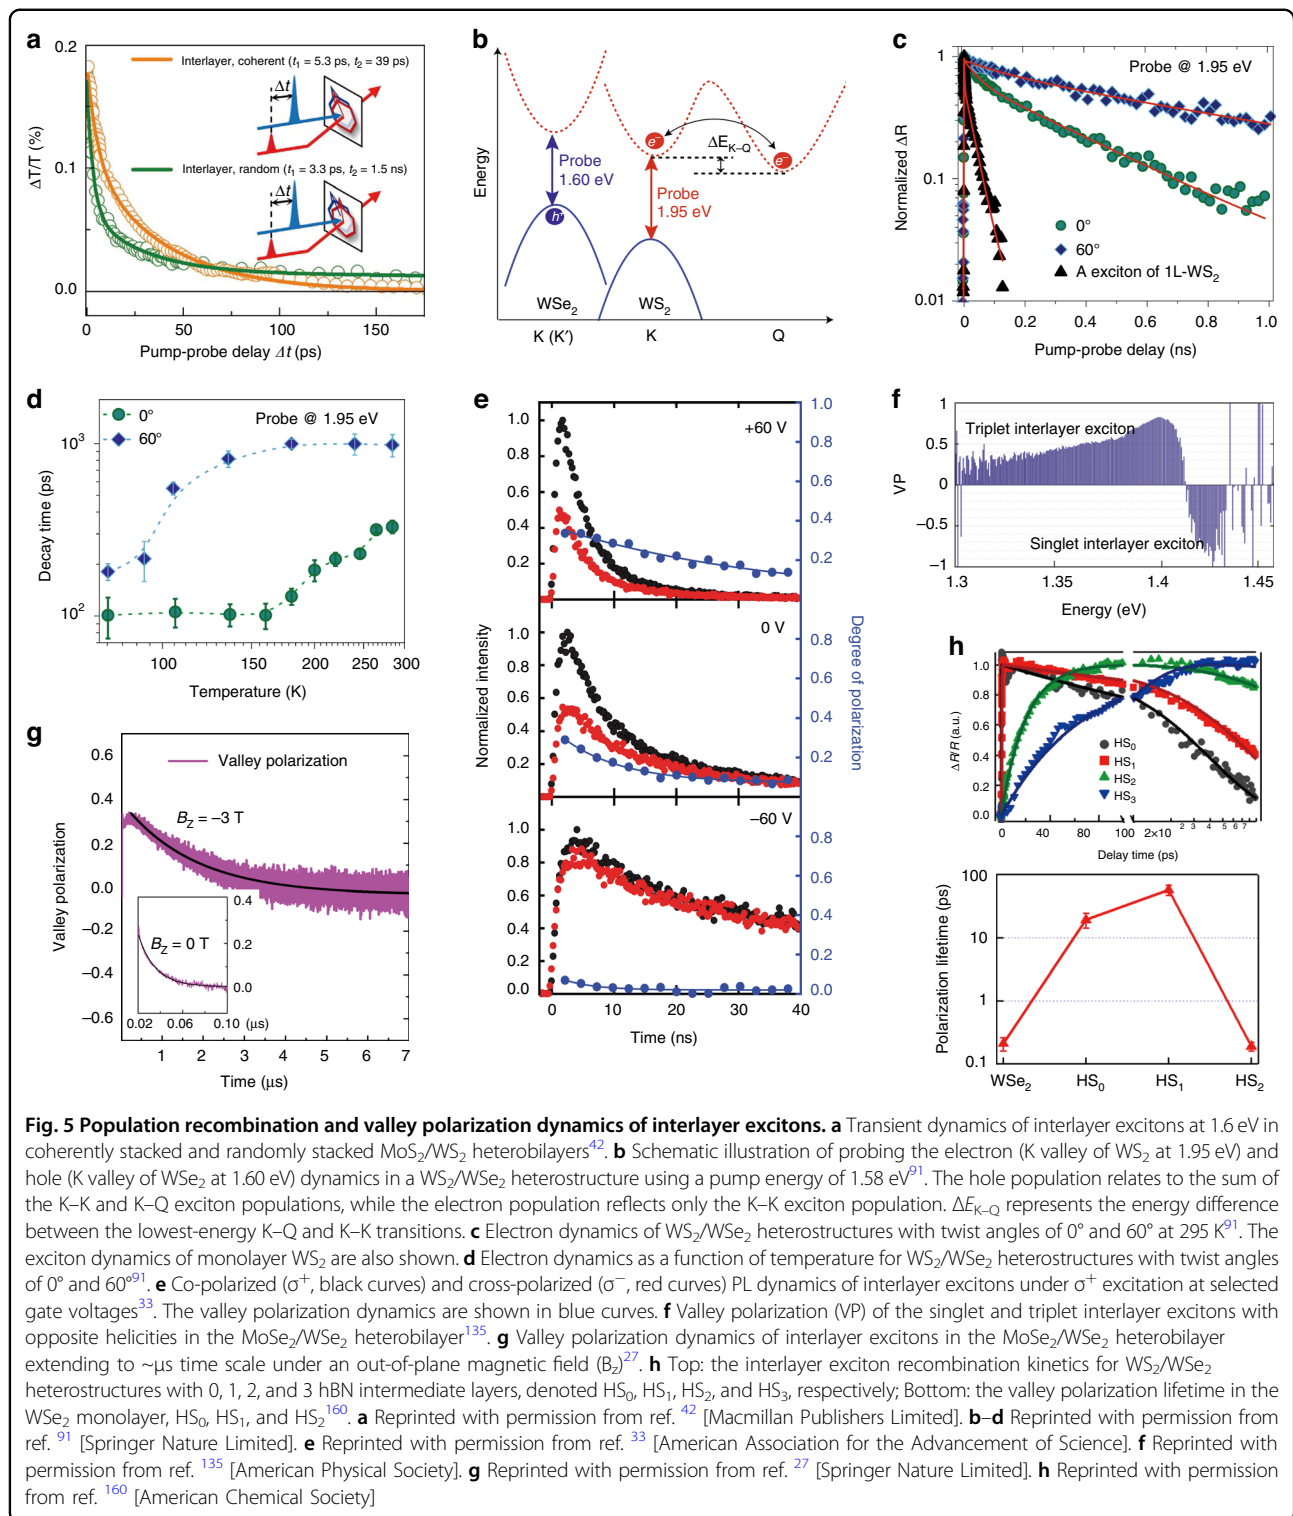 a
0.2
0.1
0.0
ΔT/T (%)
Interlayer, coherent (t1 = 5.3 ps, t2 = 39 ps)
Δt
Interlayer, random (t1 = 3.3 ps, t2 = 1.5 ns)
Δt
0 50 100 150
Pump-probe delay Δt (ps)
b
Energy
Probe
1.60 eV
h+
WSe2
K (K′)
e−
Probe
1.95 eV
WS2
K
ΔEK–Q
e−
Q
c
Normalized ΔR
1
0.1
0.01
Probe @ 1.95 eV
0°
60°
A exciton of 1L-WS2
0 0.2 0.4 0.6 0.8 1.0
Pump-probe delay (ns)
d
0°
60°
Probe @ 1.95 eV
Decay time (ps)
10³
10²
100 150 200 250 300
Temperature (K)
e
Normalized intensity
Degree of polarization
+60 V
1.0
0.8
0.6
0.4
0.2
1.0
0.8
0.6
0.4
0.2
0 V
1.0
0.8
0.6
0.4
0.2
0.8
0.6
0.4
0.2
−60 V
1.0
0.8
0.6
0.4
0.2
0.0
0.8
0.6
0.4
0.2
0.0
0 10 20 30 40
Time (ns)
f
VP
1
0.5
0
−0.5
−1
Triplet interlayer exciton
Singlet interlayer exciton
1.3 1.35 1.4 1.45
Energy (eV)
g
Valley polarization
0.6
0.4
0.2
0.0
−0.2
−0.4
−0.6
Valley polarization
BZ = −3 T
BZ = 0 T
0.4
0.2
0.0
0.02 0.06 0.10 (μs)
1 2 3 4 5 6 7
Time (μs)
h
ΔR/R (a.u.)
1.0
0.8
0.6
0.4
0.2
0.0
HS0
HS1
HS2
HS3
0 40 80 100 2×10 2 3 4 5 6 7
Delay time (ps)
Polarization lifetime (ps)
100
10
1
0.1
WSe2 HS0 HS1 HS2
Fig. 5 Population recombination and valley polarization dynamics of interlayer excitons. a Transient dynamics of interlayer excitons at 1.6 eV in
coherently stacked and randomly stacked MoS2/WS2 heterobilayers42. b Schematic illustration of probing the electron (K valley of WS2 at 1.95 eV) and
hole (K valley of WSe2 at 1.60 eV) dynamics in a WS2/WSe2 heterostructure using a pump energy of 1.58 eV91. The hole population relates to the sum of
the K–K and K–Q exciton populations, while the electron population reflects only the K–K exciton population. ΔEK–Q represents the energy difference
between the lowest-energy K–Q and K–K transitions. c Electron dynamics of WS2/WSe2 heterostructures with twist angles of 0° and 60° at 295 K91. The
exciton dynamics of monolayer WS2 are also shown. d Electron dynamics as a function of temperature for WS2/WSe2 heterostructures with twist angles
of 0° and 60°91. e Co-polarized (σ+, black curves) and cross-polarized (σ−, red curves) PL dynamics of interlayer excitons under σ+ excitation at selected
gate voltages33. The valley polarization dynamics are shown in blue curves. f Valley polarization (VP) of the singlet and triplet interlayer excitons with
opposite helicities in the MoSe2/WSe2 heterobilayer135. g Valley polarization dynamics of interlayer excitons in the MoSe2/WSe2 heterobilayer
extending to ~μs time scale under an out-of-plane magnetic field (Bz)27. h Top: the interlayer exciton recombination kinetics for WS2/WSe2
heterostructures with 0, 1, 2, and 3 hBN intermediate layers, denoted HS0, HS1, HS2, and HS3, respectively; Bottom: the valley polarization lifetime in the
WSe2 monolayer, HS0, HS1, and HS2160. a Reprinted with permission from ref. 42 [Macmillan Publishers Limited]. b–d Reprinted with permission from
ref. 91 [Springer Nature Limited]. e Reprinted with permission from ref. 33 [American Association for the Advancement of Science]. f Reprinted with
permission from ref. 135 [American Physical Society]. g Reprinted with permission from ref. 27 [Springer Nature Limited]. h Reprinted with permission
from ref. 160 [American Chemical Society]